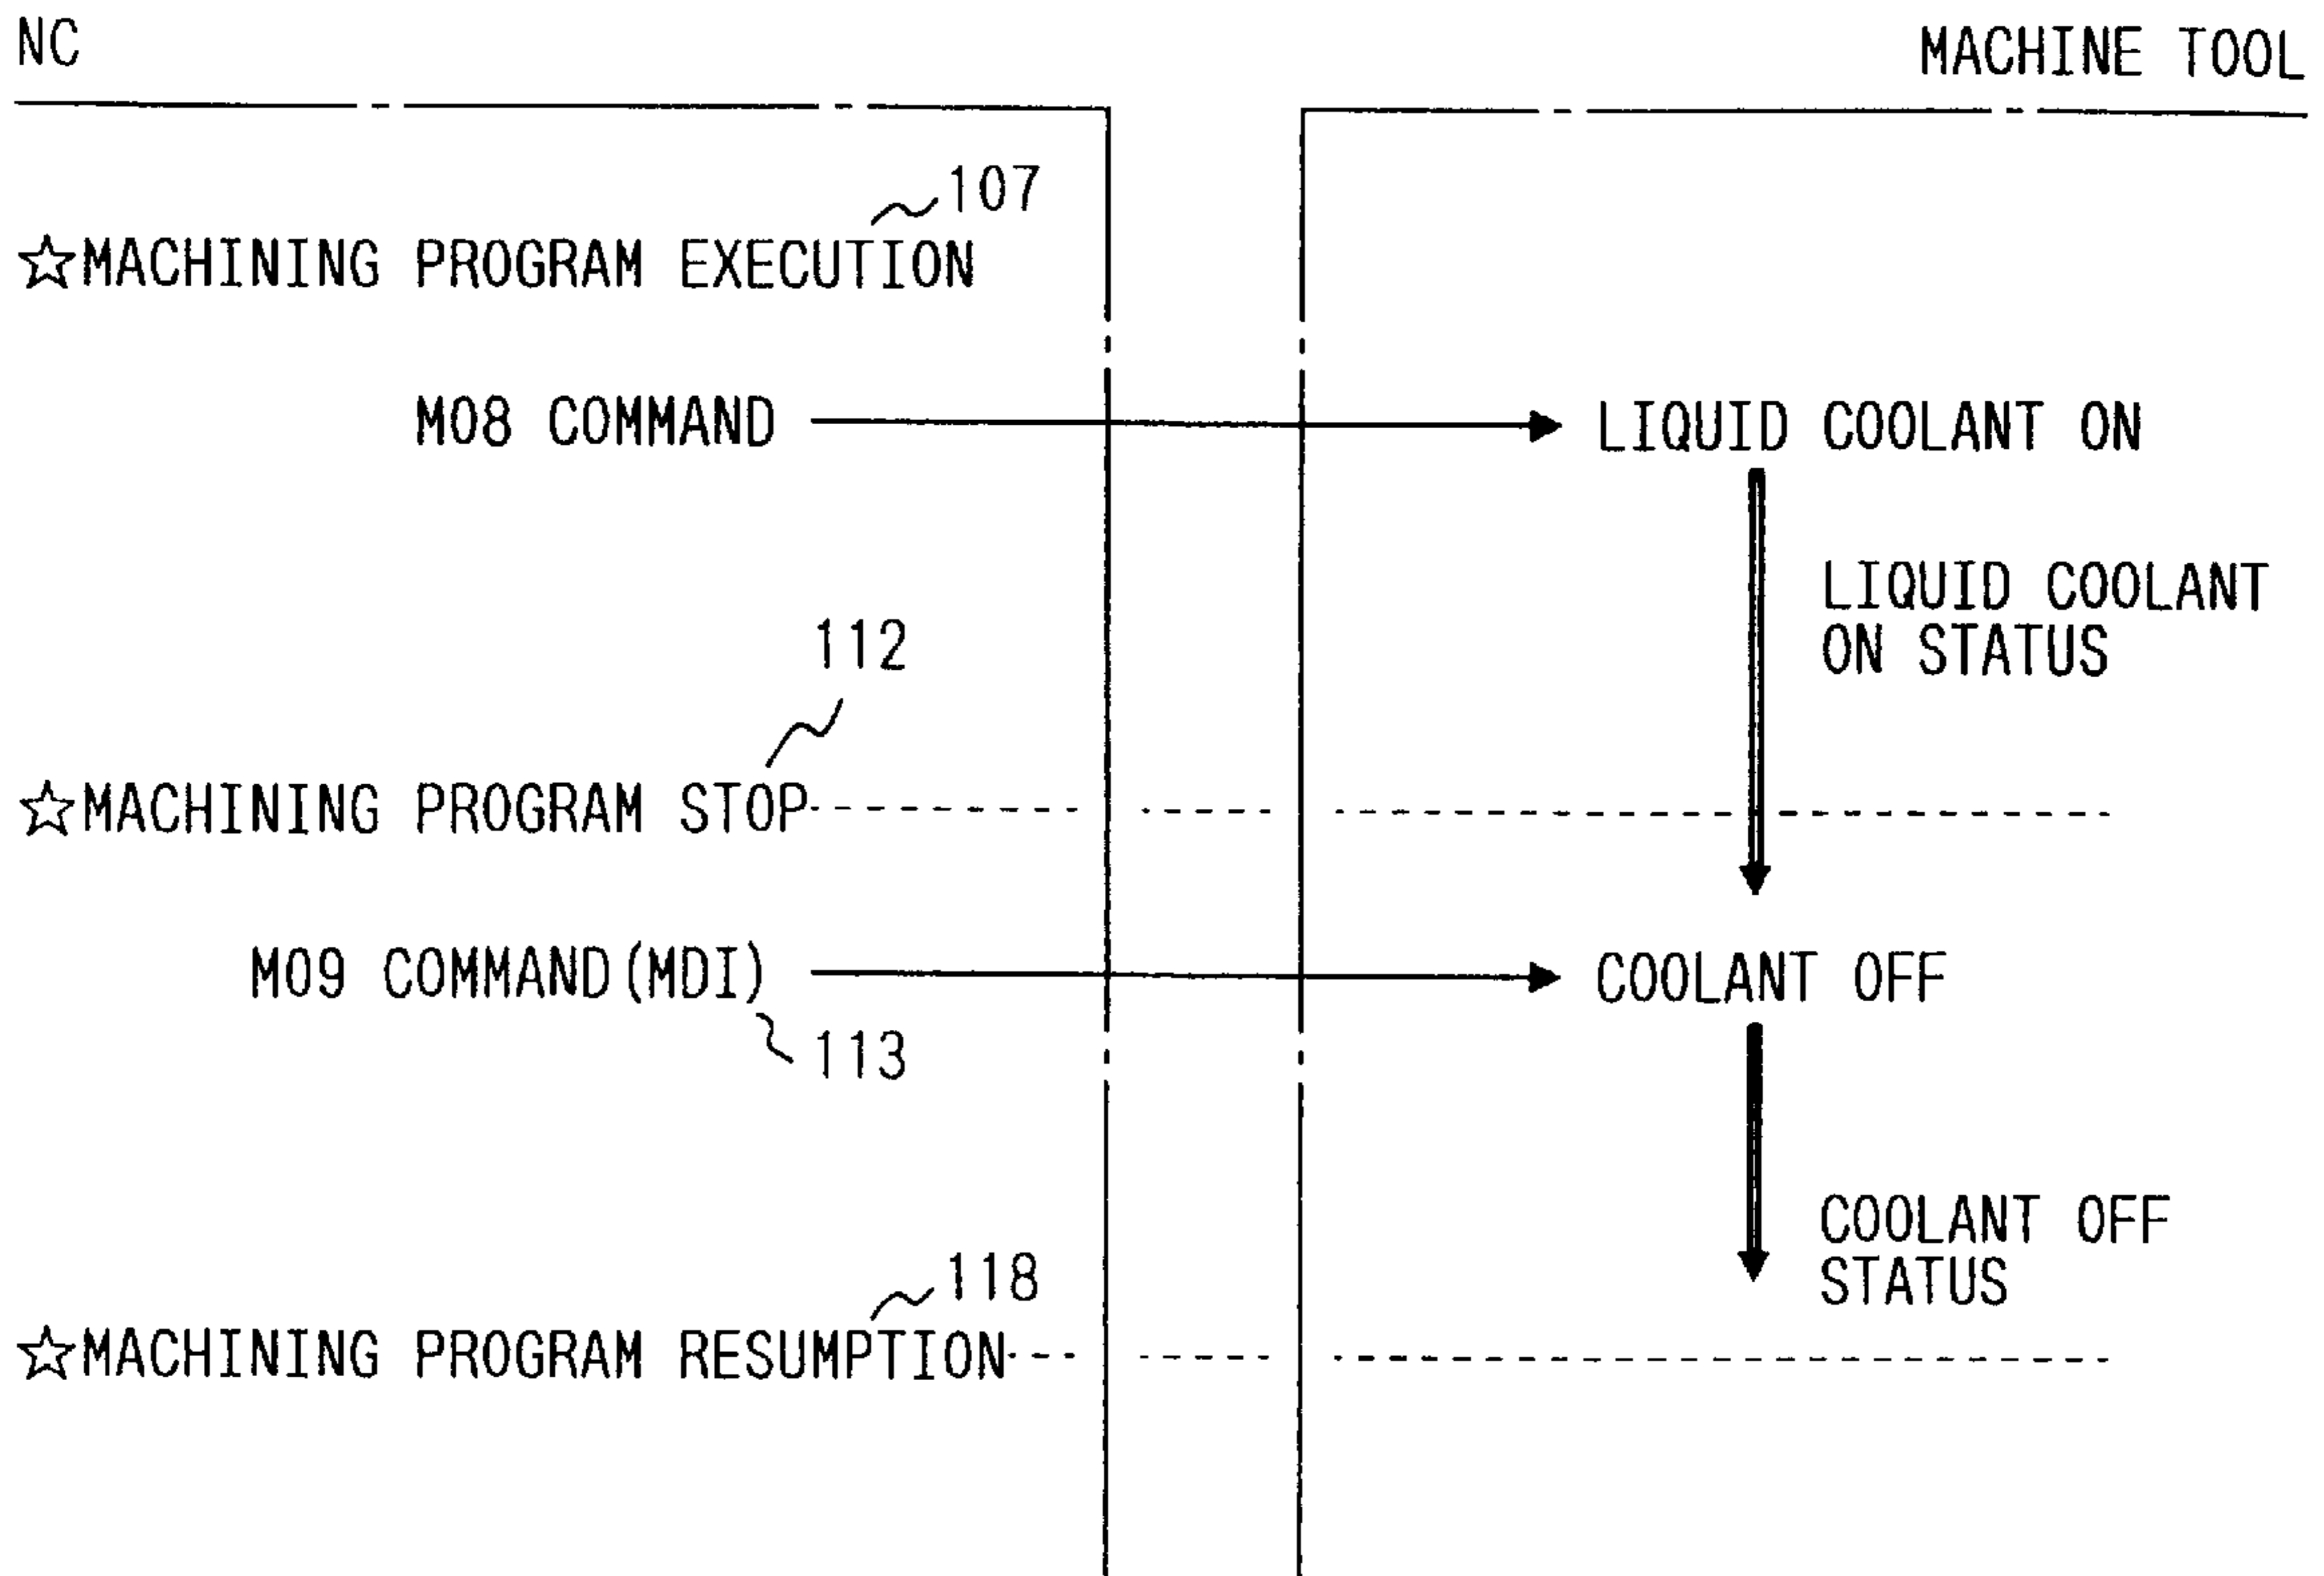 NC
MACHINE TOOL
107
☆MACHINING PROGRAM EXECUTION
M08 COMMAND
LIQUID COOLANT ON
LIQUID COOLANT
ON STATUS
112
☆MACHINING PROGRAM STOP
M09 COMMAND(MDI)
COOLANT OFF
113
COOLANT OFF
STATUS
118
☆MACHINING PROGRAM RESUMPTION